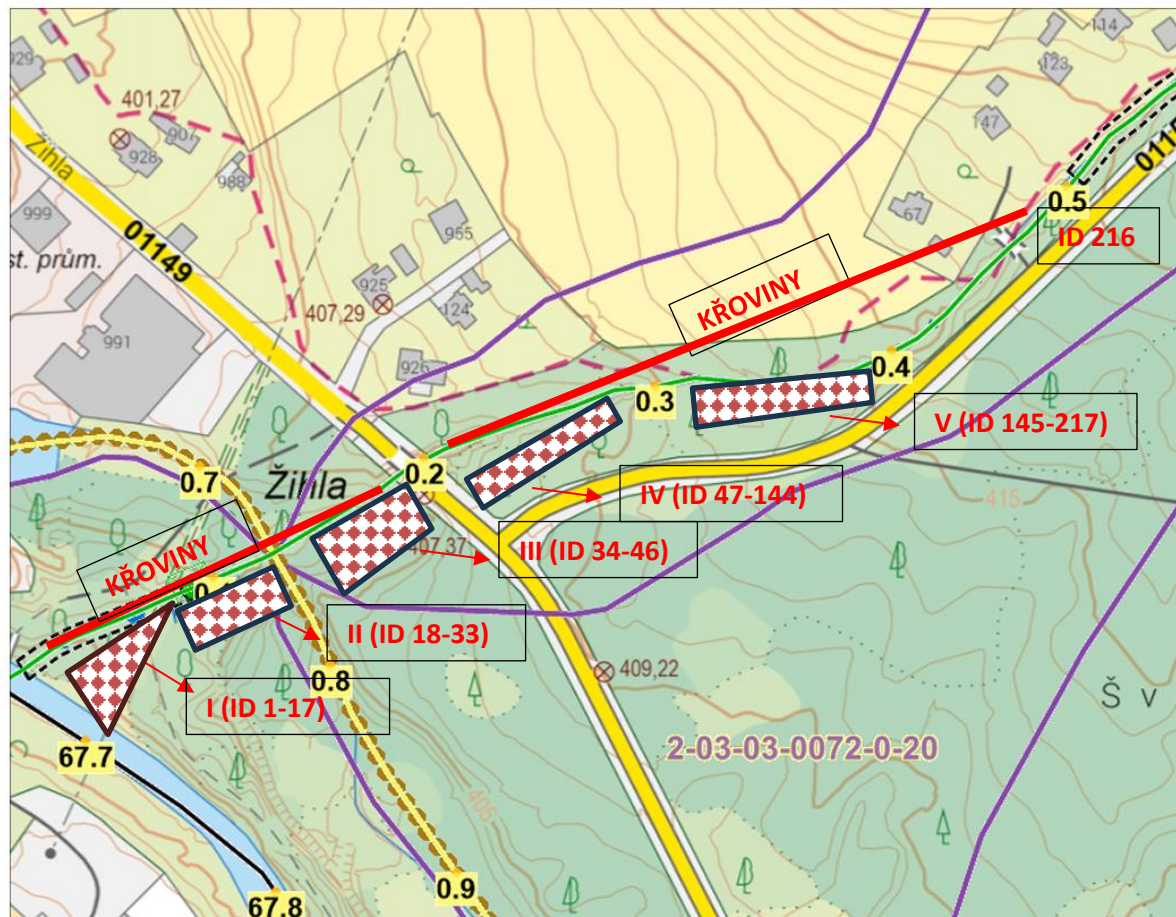 114
929
401,27
123
907
147
928
Žihla
988
011
0.5
67
999
955
ID 216
01149
st. prům.
KŘOVINY
925
407,29
124
991
0.4
926
0.3
V (ID 145-217)
0.2
0.7
Žihla
IV (ID 47-144)
415
KŘOVINY
407,37
III (ID 34-46)
II (ID 18-33)
409,22
0.8
I (ID 1-17)
Š v
2-03-03-0072-0-20
67.7
405
0.9
67.8